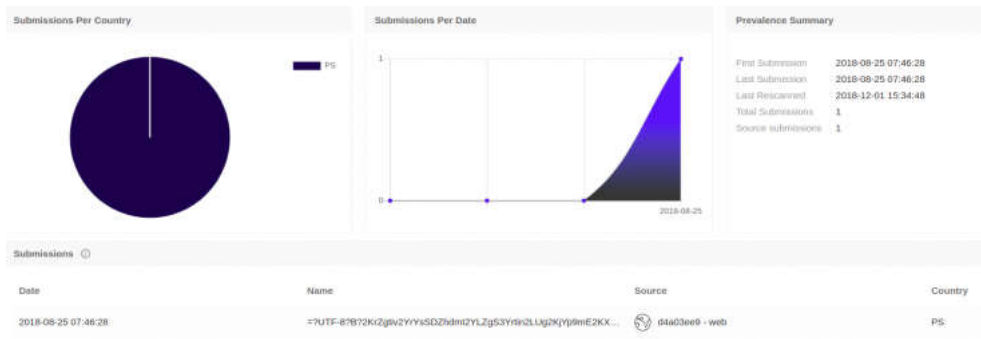 Submissions Per Country
Submissions Per Date
Prevalence Summary
PS
1
0
2018-08-25
First Submission 2018-08-25 07:46:28
Last Submission 2018-08-25 07:46:28
Last Rescanned 2018-12-01 15:34:48
Total Submissions 1
Source submissions 1
Submissions
Date Name Source Country
2018-08-25 07:46:28 d4a03ee9 - web PS